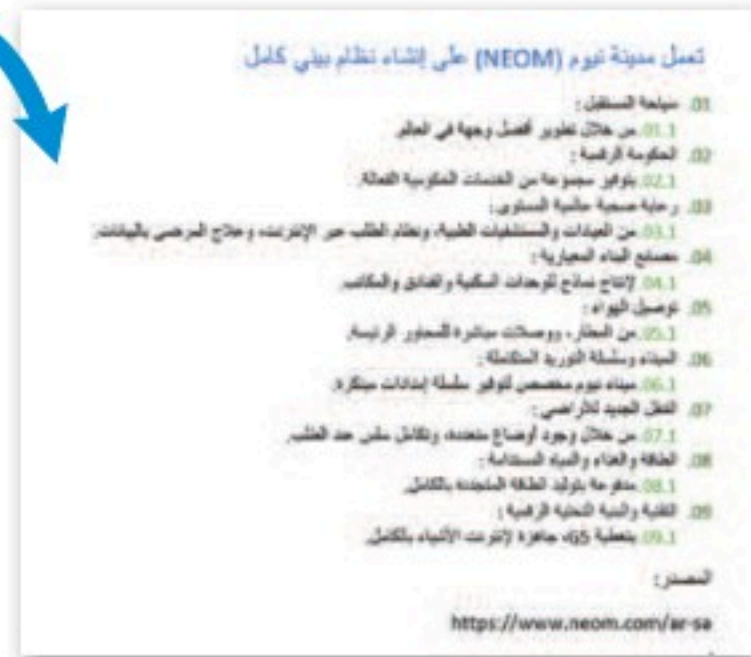 تعمل مدينة نيوم (NEOM) على إنشاء نظام بيئي كامل
01. سياحة المستقبل :
01.1. من خلال تطوير أفضل وجهة في العالم.
02. الحكومة الرقمية :
02.1. بتوفير مجموعة من الخدمات الحكومية الفعالة.
03. رعاية صحية عالمية المستوى :
03.1. من العيادات والمستشفيات الطبية، ونظام الطلب عبر الإنترنت، وعلاج المرضى بالبيانات.
04. مصانع البناء المعيارية :
04.1. لإنتاج نماذج للوحدات السكنية والفنادق والمكاتب.
05. توصيل الهواء :
05.1. من المطار، ووصلات مباشرة للمحاور الرئيسة.
06. الميناء وسلسلة التوريد المتكاملة :
06.1. ميناء نيوم مخصص لتوفير سلسلة إمدادات مبتكرة.
07. النقل الجديد للأراضي :
07.1. من خلال وجود أوضاع متعددة، وتكامل سلس عند الطلب.
08. الطاقة والغذاء والمياه المستدامة :
08.1. مدفوعة بتوليد الطاقة المتجددة بالكامل.
09. التقنية والبنية التحتية الرقمية :
09.1. بتغطية G5، جاهزة لإنترنت الأشياء بالكامل.
المصدر:
https://www.neom.com/ar-sa